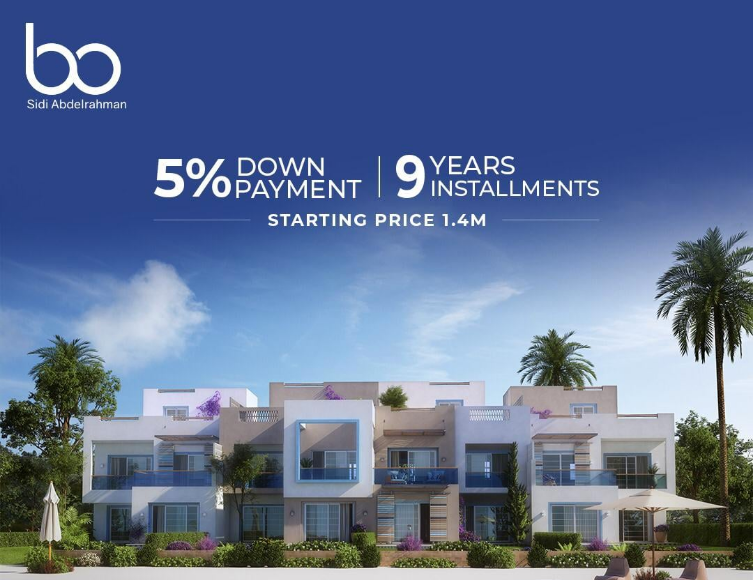 bo
Sidi Abdelrahman
5% DOWN PAYMENT | 9 YEARS INSTALLMENTS
STARTING PRICE 1.4M